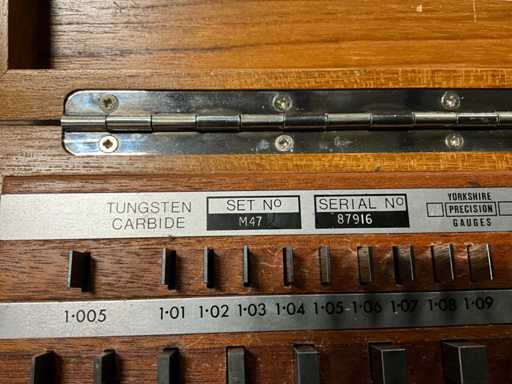 TUNGSTEN
CARBIDE
SET Nº
M47
SERIAL Nº
87916
YORKSHIRE
PRECISION
GAUGES
1·005 1·01 1·02 1·03 1·04 1·05 1·06 1·07 1·08 1·09